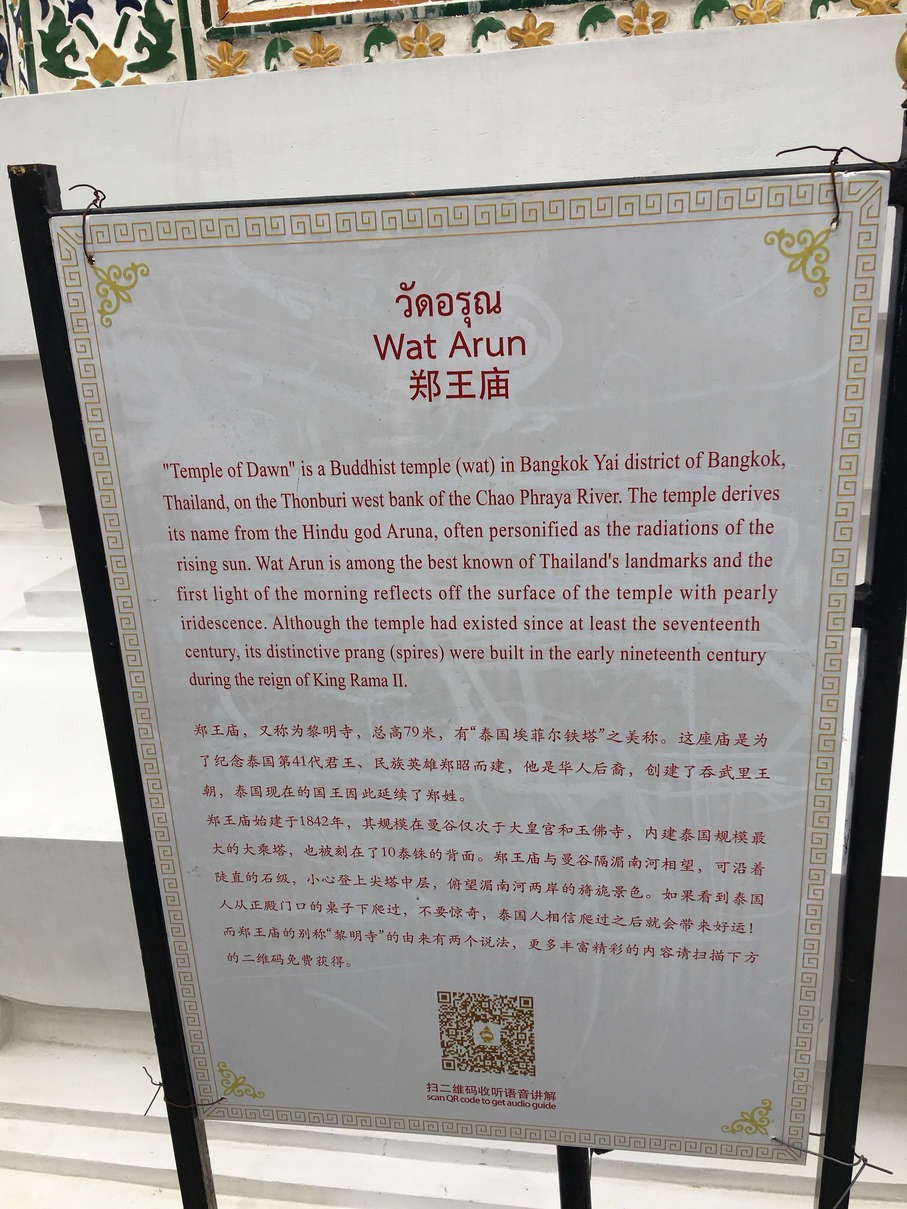 วัดอรุณ
Wat Arun
郑王庙
"Temple of Dawn" is a Buddhist temple (wat) in Bangkok Yai district of Bangkok,
Thailand, on the Thonburi west bank of the Chao Phraya River. The temple derives
its name from the Hindu god Aruna, often personified as the radiations of the
rising sun. Wat Arun is among the best known of Thailand's landmarks and the
first light of the morning reflects off the surface of the temple with pearly
iridescence. Although the temple had existed since at least the seventeenth
century, its distinctive prang (spires) were built in the early nineteenth century
during the reign of King Rama II.
郑王庙，又称为黎明寺，总高79米，有“泰国埃菲尔铁塔”之美称。这座庙是为
了纪念泰国第41代君王、民族英雄郑昭而建，他是华人后裔，创建了吞武里王
朝，泰国现在的国王因此延续了郑姓。
郑王庙始建于1842年，其规模在曼谷仅次于大皇宫和玉佛寺，内建泰国规模最
大的大乘塔，也被刻在了10泰铢的背面。郑王庙与曼谷隔湄南河相望，可沿着
陡直的石级，小心登上尖塔中层，俯望湄南河两岸的旖旎景色。如果看到泰国
人从正殿门口的桌子下爬过，不要惊奇，泰国人相信爬过之后就会带来好运！
而郑王庙的别称“黎明寺”的由来有两个说法，更多丰富精彩的内容请扫描下方
的二维码免费获得。
扫二维码收听语音讲解
scan QR code to get audio guide